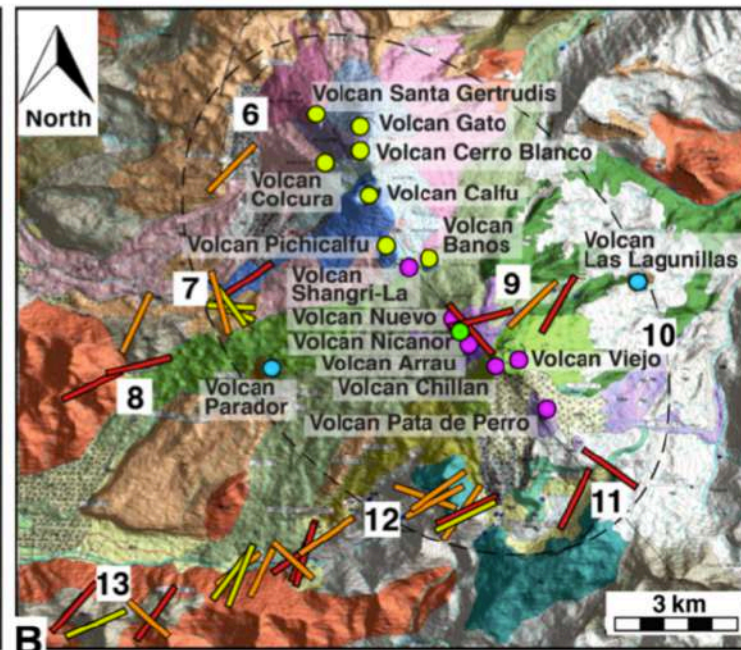 North
6
Volcan Santa Gertrudis
Volcan Gato
Volcan Cerro Blanco
Volcan
Colcura
Volcan Calfu
Volcan Pichicalfu
Volcan
Banos
Volcan
Las Lagunillas
Volcan
Shangri-La
7
9
10
Volcan Nuevo
Volcan Nicanor
Volcan Arrau
Volcan Viejo
Volcan Chillan
8
Volcan
Parador
Volcan Pata de Perro
11
12
13
3 km
B